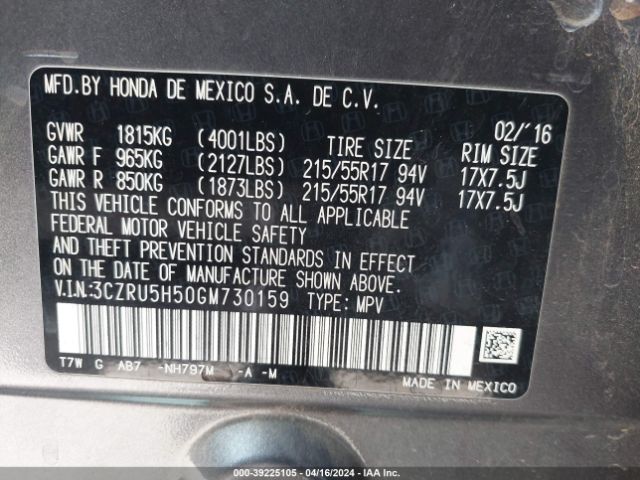 MFD.BY HONDA DE MEXICO S.A. DE C.V.
02/'16
GVWR 1815KG (4001LBS) TIRE SIZE RIM SIZE
GAWR F 965KG (2127LBS) 215/55R17 94V 17X7.5J
GAWR R 850KG (1873LBS) 215/55R17 94V 17X7.5J
THIS VEHICLE CONFORMS TO ALL APPLICABLE
FEDERAL MOTOR VEHICLE SAFETY
AND THEFT PREVENTION STANDARDS IN EFFECT
ON THE DATE OF MANUFACTURE SHOWN ABOVE.
V.I.N:3CZRU5H50GM730159 TYPE: MPV
T7W G AB7 -NH797M -A -M
MADE IN MEXICO
000-39225105 - 04/16/2024 - IAA Inc.